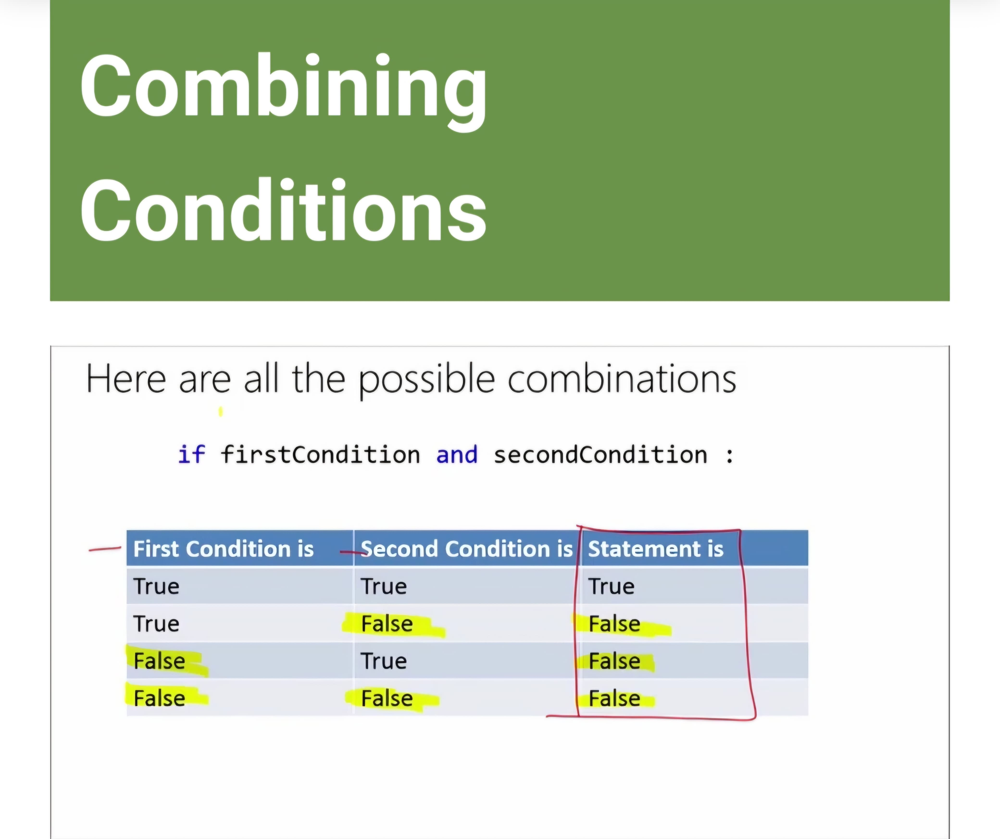 Combining
Conditions
Here are all the possible combinations
if firstCondition and secondCondition :
First Condition is Second Condition is Statement is
True True True
True False False
False True False
False False False